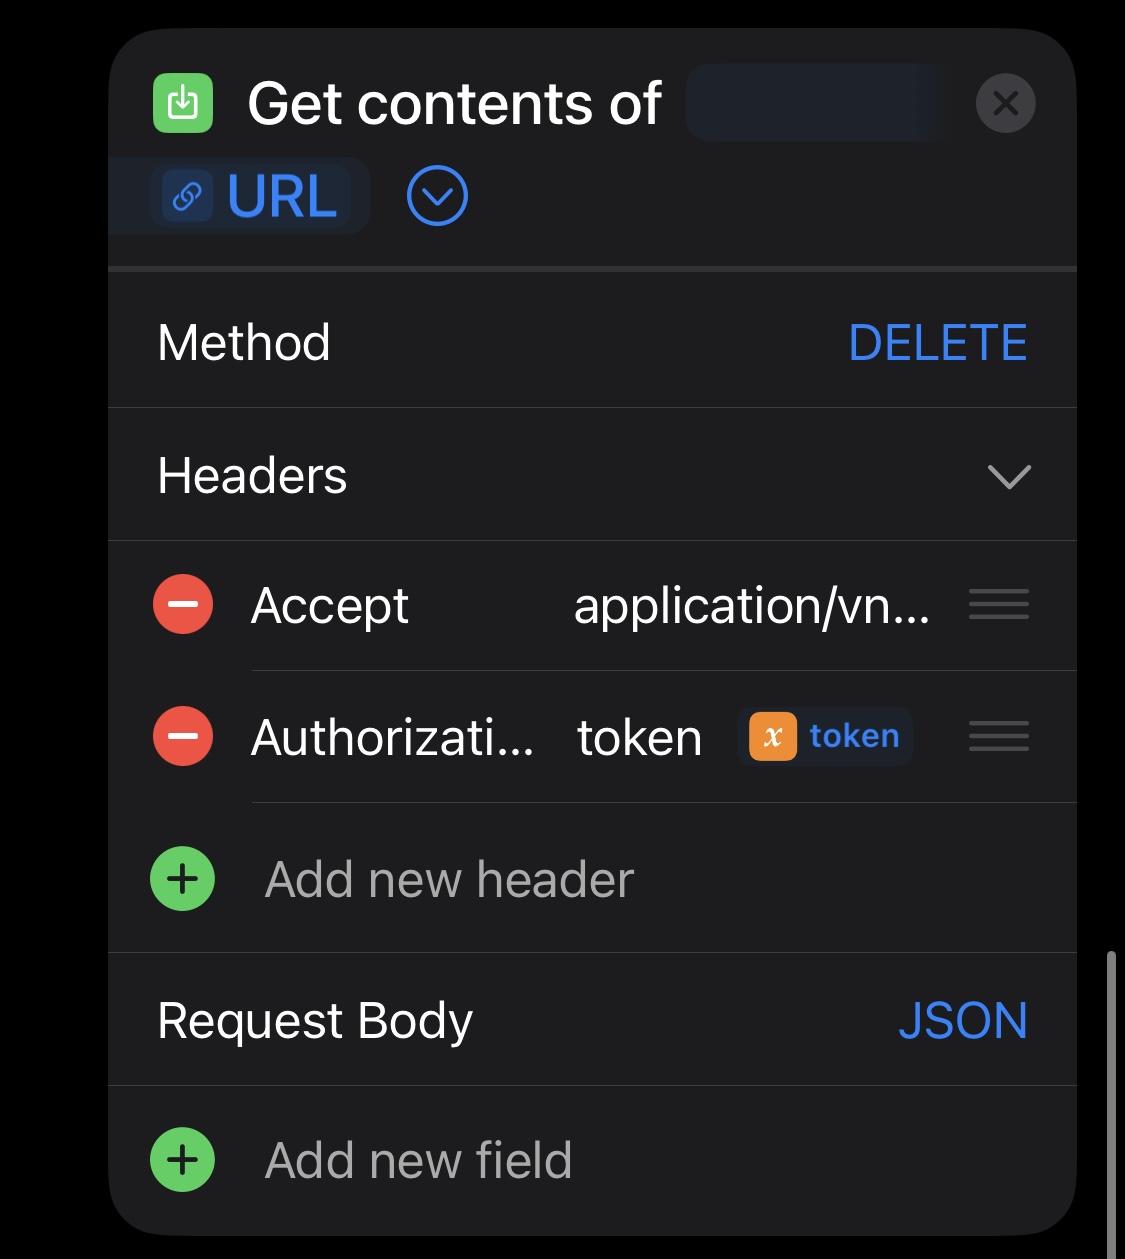 Get contents of
URL
Method DELETE
Headers
Accept application/vn...
Authorizati... token x token
Add new header
Request Body JSON
Add new field